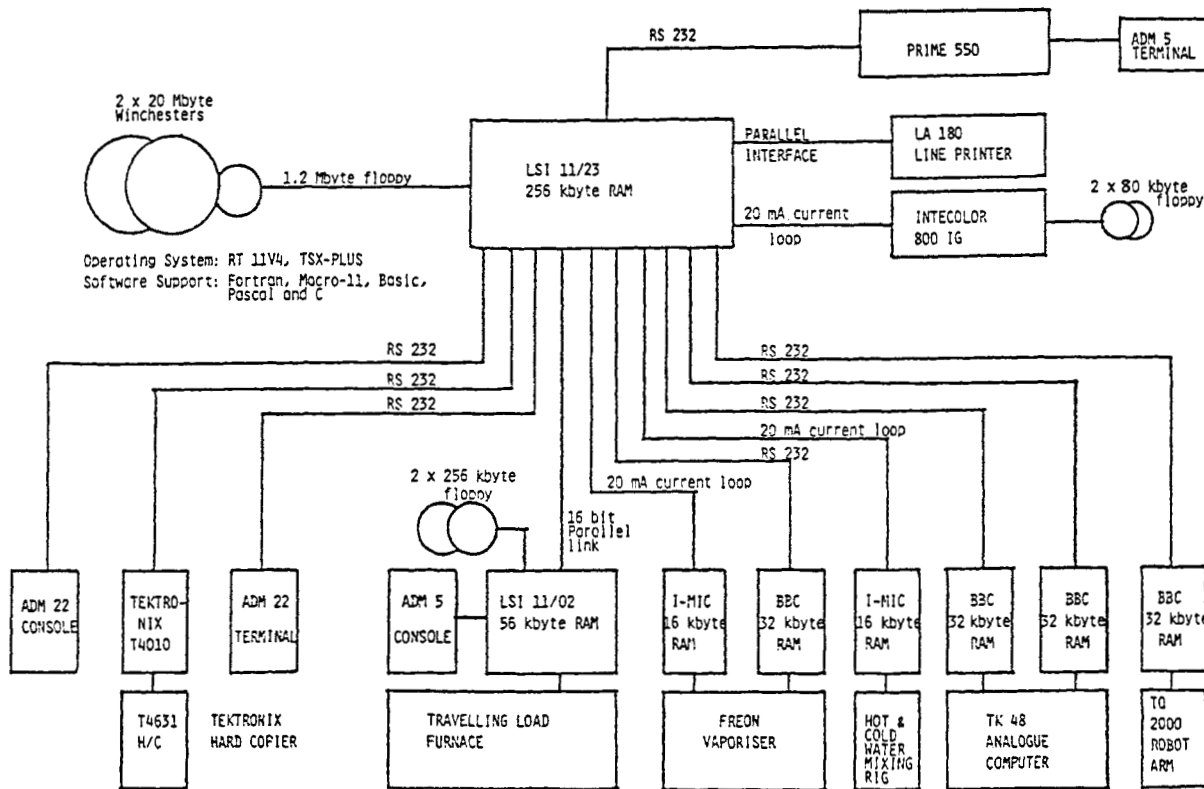 RS 232
PRIME 550
ADM 5
TERMINAL
2 x 20 Mbyte
Winchesters
1.2 Mbyte floppy
LSI 11/23
256 kbyte RAM
PARALLEL
INTERFACE
LA 180
LINE PRINTER
20 mA current
loop
INTECOLOR
800 IG
2 x 80 kbyte
floppy
Operating System: RT 11V4, TSX-PLUS
Software Support: Fortran, Macro-11, Basic,
Pascal and C
RS 232
RS 232
RS 232
RS 232
RS 232
RS 232
20 mA current loop
RS 232
20 mA current loop
2 x 256 kbyte
floppy
16 bit
Parallel
link
ADM 22
CONSOLE
TEKTRO-
NIX
T4010
ADM 22
TERMINAL
ADM 5
CONSOLE
LSI 11/02
56 kbyte RAM
I-MIC
16 kbyte
RAM
BBC
32 kbyte
RAM
I-MIC
16 kbyte
RAM
BBC
32 kbyte
RAM
BBC
32 kbyte
RAM
BBC
32 kbyte
RAM
T4631
H/C
TEKTRONIX
HARD COPIER
TRAVELLING LOAD
FURNACE
FREON
VAPORISER
HOT &
COLD
WATER
MIXING
RIG
TK 48
ANALOGUE
COMPUTER
TQ
2000
ROBOT
ARM